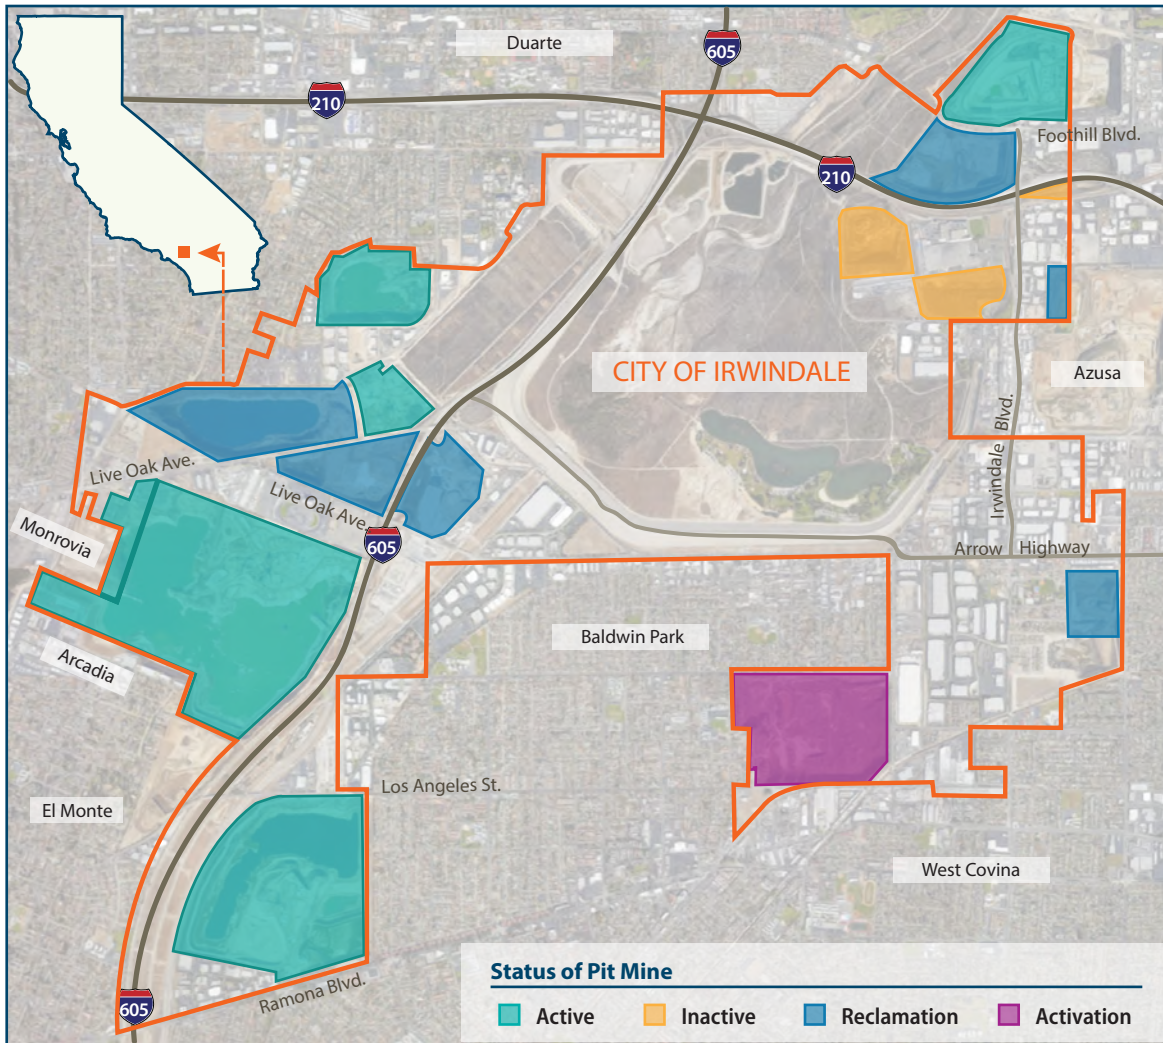 Duarte
605
210
Foothill Blvd.
210
CITY OF IRWINDALE
Azusa
Irwindale Blvd.
Live Oak Ave.
Live Oak Ave.
Monrovia
605
Arrow Highway
Baldwin Park
Arcadia
Los Angeles St.
El Monte
West Covina
Ramona Blvd.
605
Status of Pit Mine
Active Inactive Reclamation Activation